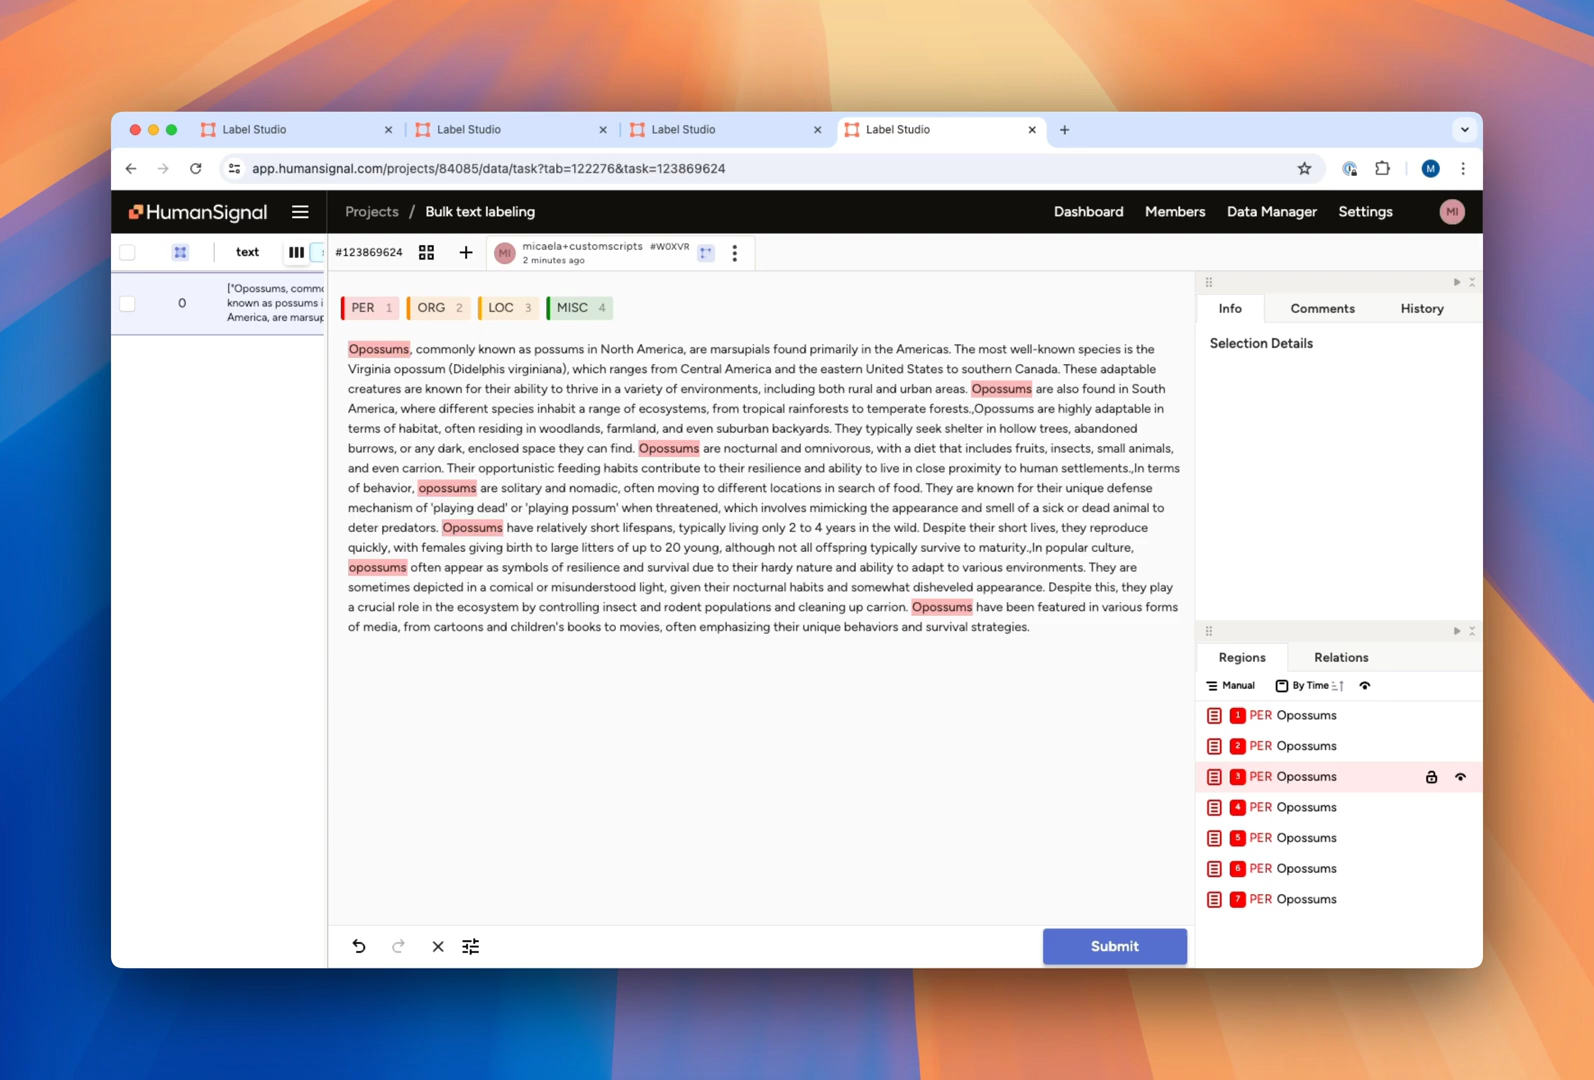 Label Studio
Label Studio
Label Studio
Label Studio
app.humansignal.com/projects/84085/data/task?tab=122276&task=123869624
M
HumanSignal
Projects / Bulk text labeling
Dashboard
Members
Data Manager
Settings
MI
text
#123869624
MI
micaela+customscripts #W0XVR
2 minutes ago
0
["Opossums, commo
known as possums i
America, are marsup
PER 1
ORG 2
LOC 3
MISC 4
Opossums, commonly known as possums in North America, are marsupials found primarily in the Americas. The most well-known species is the
Virginia opossum (Didelphis virginiana), which ranges from Central America and the eastern United States to southern Canada. These adaptable
creatures are known for their ability to thrive in a variety of environments, including both rural and urban areas. Opossums are also found in South
America, where different species inhabit a range of ecosystems, from tropical rainforests to temperate forests.,Opossums are highly adaptable in
terms of habitat, often residing in woodlands, farmland, and even suburban backyards. They typically seek shelter in hollow trees, abandoned
burrows, or any dark, enclosed space they can find. Opossums are nocturnal and omnivorous, with a diet that includes fruits, insects, small animals,
and even carrion. Their opportunistic feeding habits contribute to their resilience and ability to live in close proximity to human settlements.,In terms
of behavior, opossums are solitary and nomadic, often moving to different locations in search of food. They are known for their unique defense
mechanism of 'playing dead' or 'playing possum' when threatened, which involves mimicking the appearance and smell of a sick or dead animal to
deter predators. Opossums have relatively short lifespans, typically living only 2 to 4 years in the wild. Despite their short lives, they reproduce
quickly, with females giving birth to large litters of up to 20 young, although not all offspring typically survive to maturity.,In popular culture,
opossums often appear as symbols of resilience and survival due to their hardy nature and ability to adapt to various environments. They are
sometimes depicted in a comical or misunderstood light, given their nocturnal habits and somewhat disheveled appearance. Despite this, they play
a crucial role in the ecosystem by controlling insect and rodent populations and cleaning up carrion. Opossums have been featured in various forms
of media, from cartoons and children's books to movies, often emphasizing their unique behaviors and survival strategies.
Submit
Info
Comments
History
Selection Details
Regions
Relations
Manual
By Time
1 PER Opossums
2 PER Opossums
3 PER Opossums
4 PER Opossums
5 PER Opossums
6 PER Opossums
7 PER Opossums